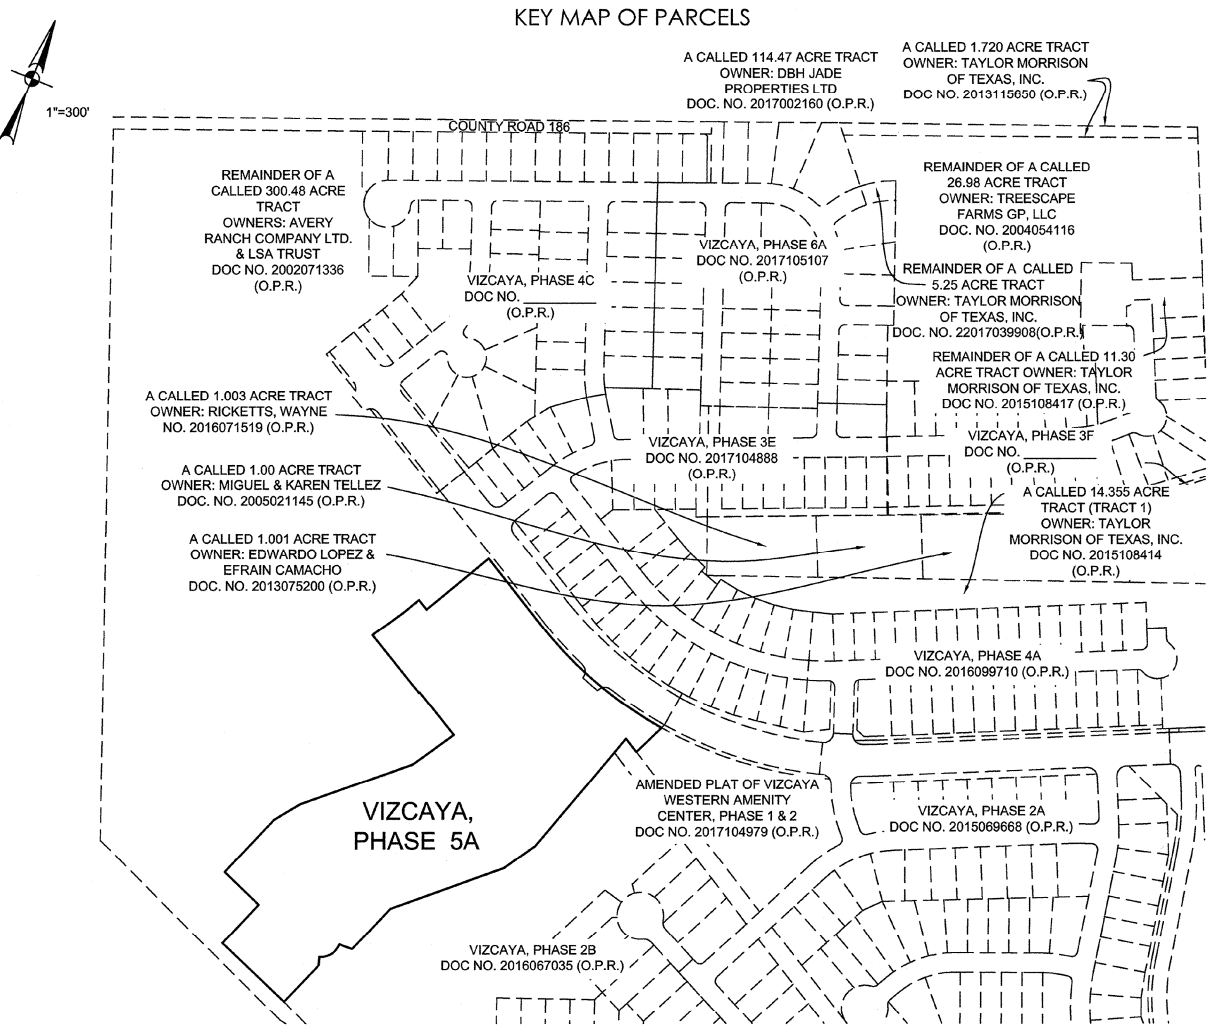 KEY MAP OF PARCELS
1"=300'
A CALLED 114.47 ACRE TRACT
OWNER: DBH JADE
PROPERTIES LTD
DOC. NO. 2017002160 (O.P.R.)
A CALLED 1.720 ACRE TRACT
OWNER: TAYLOR MORRISON
OF TEXAS, INC.
DOC NO. 2013115650 (O.P.R.)
COUNTY ROAD 186
REMAINDER OF A
CALLED 300.48 ACRE
TRACT
OWNERS: AVERY
RANCH COMPANY LTD.
& LSA TRUST
DOC NO. 2002071336
(O.P.R.)
REMAINDER OF A CALLED
26.98 ACRE TRACT
OWNER: TREESCAPE
FARMS GP, LLC
DOC. NO. 2004054116
(O.P.R.)
VIZCAYA, PHASE 6A
DOC NO. 2017105107
(O.P.R.)
VIZCAYA, PHASE 4C
DOC NO. ____________
(O.P.R.)
REMAINDER OF A CALLED
5.25 ACRE TRACT
OWNER: TAYLOR MORRISON
OF TEXAS, INC.
DOC. NO. 22017039908(O.P.R.)
REMAINDER OF A CALLED 11.30
ACRE TRACT OWNER: TAYLOR
MORRISON OF TEXAS, INC.
DOC NO. 2015108417 (O.P.R.)
A CALLED 1.003 ACRE TRACT
OWNER: RICKETTS, WAYNE
NO. 2016071519 (O.P.R.)
VIZCAYA, PHASE 3E
DOC NO. 2017104888
(O.P.R.)
VIZCAYA, PHASE 3F
DOC NO. ____________
(O.P.R.)
A CALLED 1.00 ACRE TRACT
OWNER: MIGUEL & KAREN TELLEZ
DOC. NO. 2005021145 (O.P.R.)
A CALLED 14.355 ACRE
TRACT (TRACT 1)
OWNER: TAYLOR
MORRISON OF TEXAS, INC.
DOC NO. 2015108414
(O.P.R.)
A CALLED 1.001 ACRE TRACT
OWNER: EDWARDO LOPEZ &
EFRAIN CAMACHO
DOC. NO. 2013075200 (O.P.R.)
VIZCAYA, PHASE 4A
DOC NO. 2016099710 (O.P.R.)
VIZCAYA,
PHASE 5A
AMENDED PLAT OF VIZCAYA
WESTERN AMENITY
CENTER, PHASE 1 & 2
DOC NO. 2017104979 (O.P.R.)
VIZCAYA, PHASE 2A
DOC NO. 2015069668 (O.P.R.)
VIZCAYA, PHASE 2B
DOC NO. 2016067035 (O.P.R.)